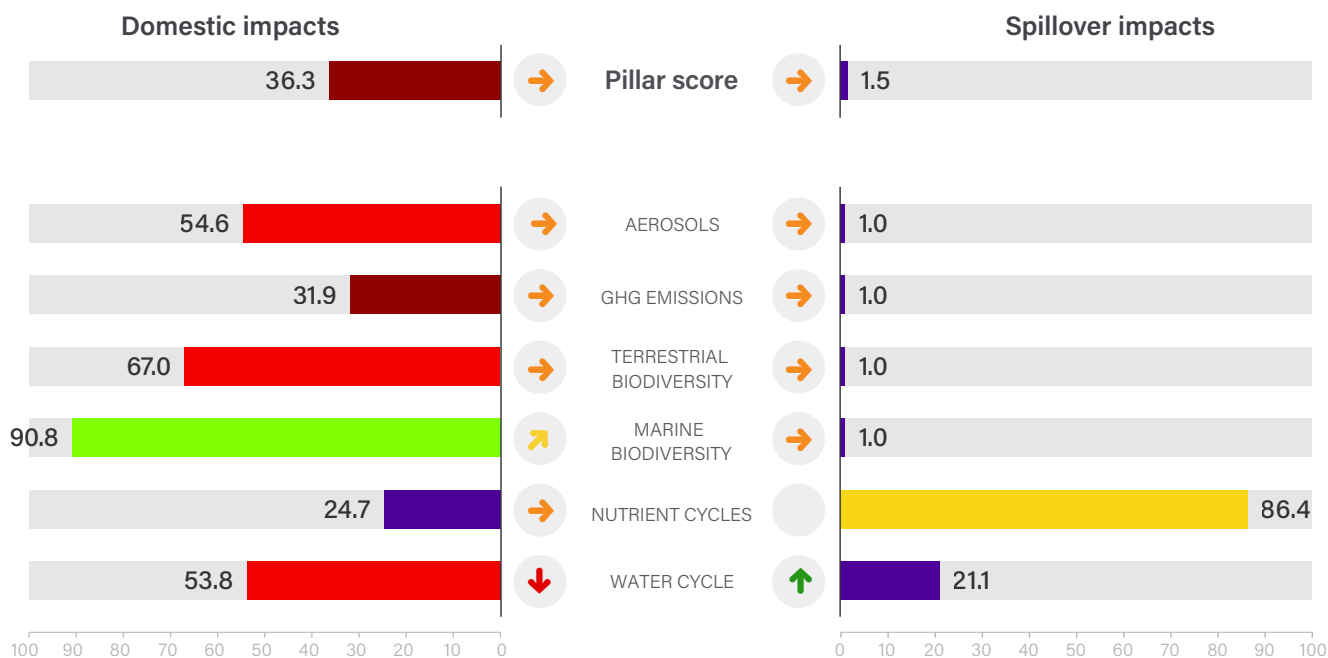 Domestic impacts
Spillover impacts
36.3
Pillar score
1.5
54.6
AEROSOLS
1.0
31.9
GHG EMISSIONS
1.0
67.0
TERRESTRIAL
BIODIVERSITY
1.0
90.8
MARINE
BIODIVERSITY
1.0
24.7
NUTRIENT CYCLES
86.4
53.8
WATER CYCLE
21.1
100 90 80 70 60 50 40 30 20 10 0
0 10 20 30 40 50 60 70 80 90 100